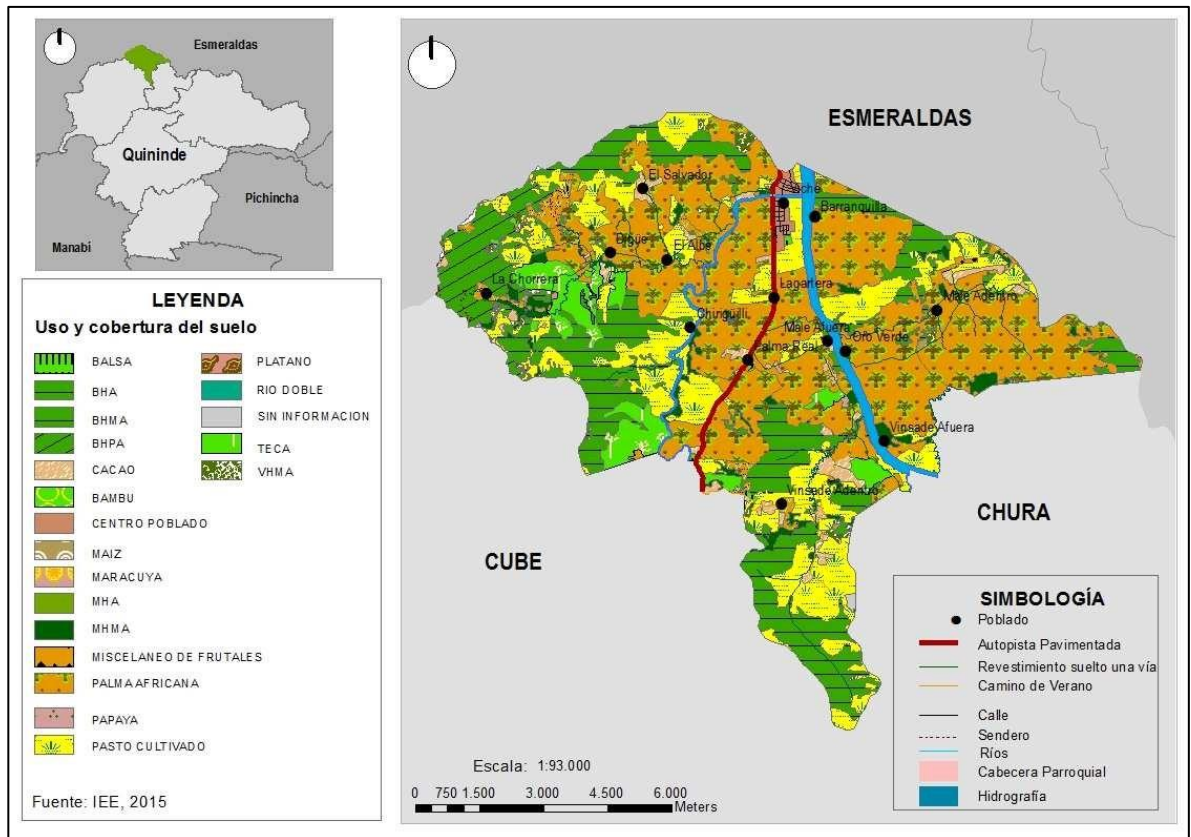 Esmeraldas
Quininde
Pichincha
Manabi
LEYENDA
Uso y cobertura del suelo
BALSA
BHA
BHMA
BHPA
CACAO
BAMBU
CENTRO POBLADO
MAIZ
MARACUYA
MHA
MHMA
MISCELANEO DE FRUTALES
PALMA AFRICANA
PAPAYA
PASTO CULTIVADO
PLATANO
RIO DOBLE
SIN INFORMACION
TECA
VHMA
Fuente: IEE, 2015
ESMERALDAS
El Salvador
Barranquilla
El Albe
La Chorrera
Lagartera
Male Adentro
Chungüilli
Male Afuera
Oro Verde
Palma Real
Vinsade Afuera
Vinsade Adentro
CHURA
CUBE
Escala: 1:93.000
0 750 1.500 3.000 4.500 6.000
Meters
SIMBOLOGÍA
Poblado
Autopista Pavimentada
Revestimiento suelto una vía
Camino de Verano
Calle
Sendero
Ríos
Cabecera Parroquial
Hidrografía